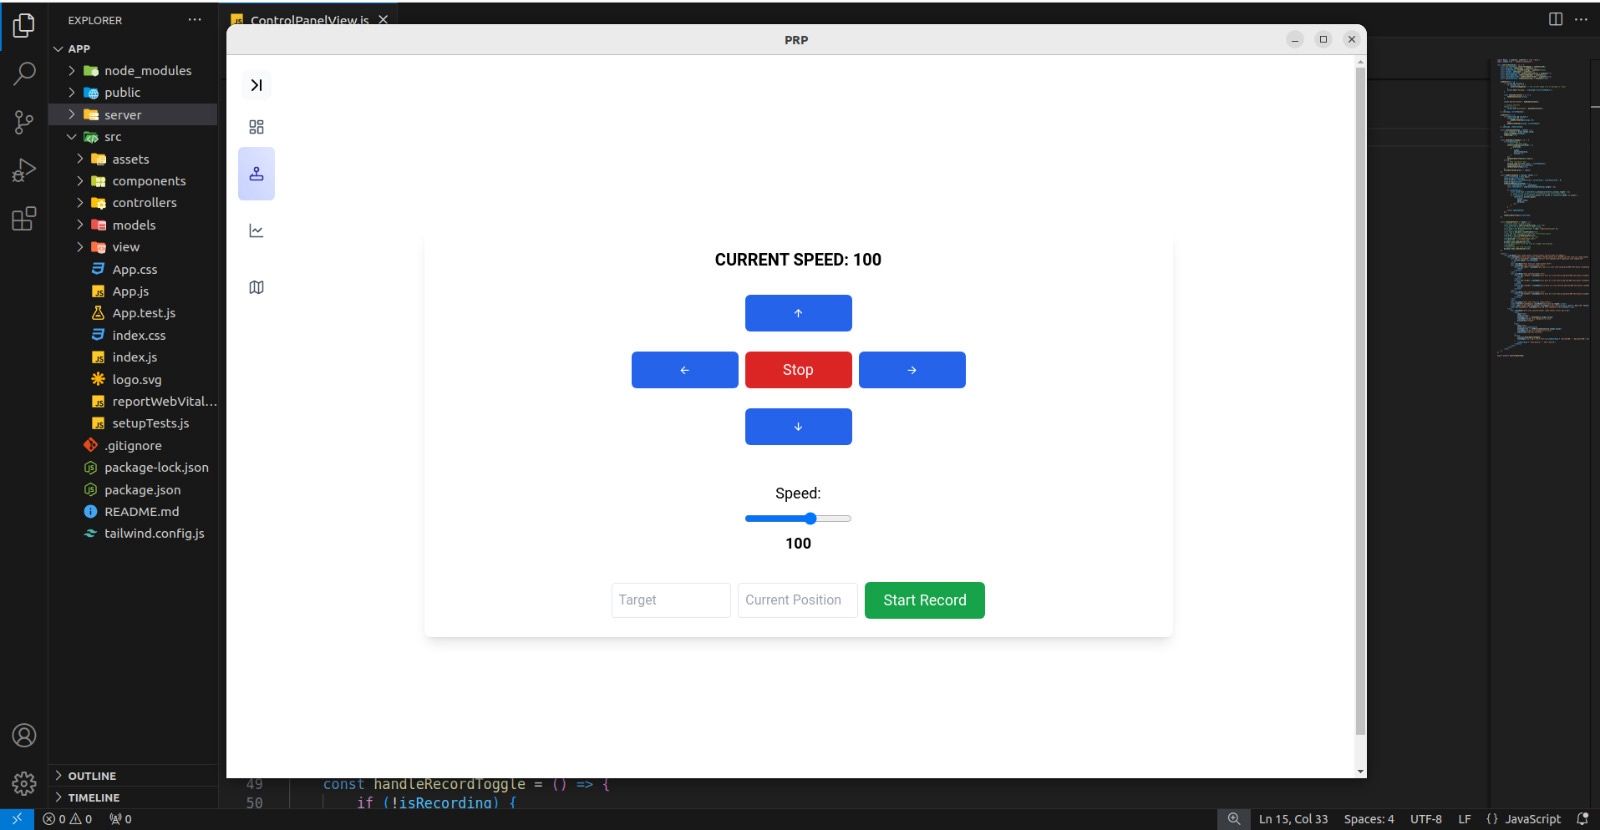 EXPLORER
ControlPanelView.js
APP
node_modules
public
server
src
assets
components
controllers
models
view
App.css
App.js
App.test.js
index.css
index.js
logo.svg
reportWebVital...
setupTests.js
.gitignore
package-lock.json
package.json
README.md
tailwind.config.js
OUTLINE
TIMELINE
PRP
CURRENT SPEED: 100
↑
← Stop →
↓
Speed:
100
Target Current Position Start Record
49 const handleRecordToggle = () => {
50 if (!isRecording) {
0 0 0 Ln 15, Col 33 Spaces: 4 UTF-8 LF {} JavaScript